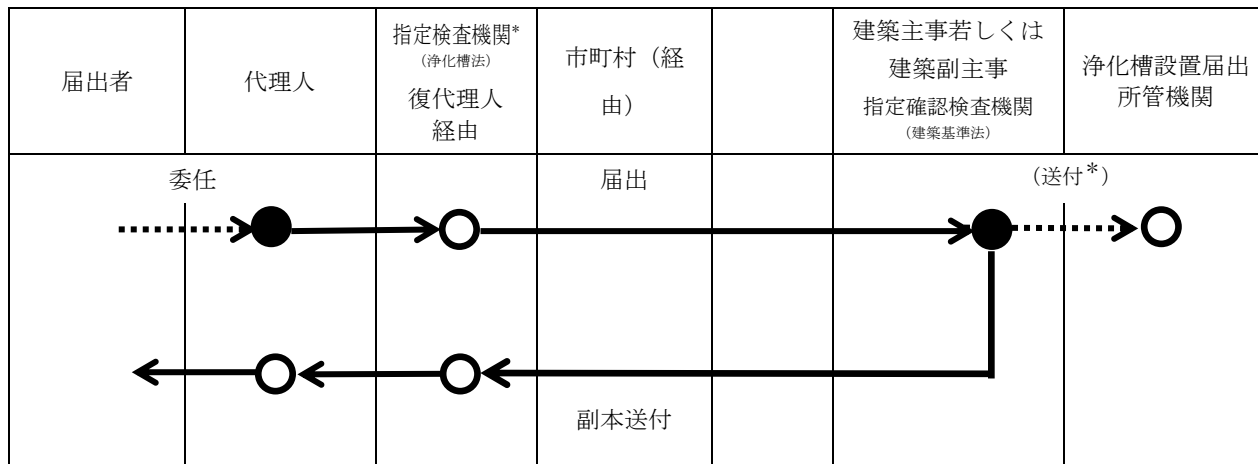 届出者
代理人
指定検査機関*
（浄化槽法）
復代理人
経由
市町村（経
由）
建築主事若しくは
建築副主事
指定確認検査機関
（建築基準法）
浄化槽設置届出
所管機関
委任
届出
（送付*）
副本送付